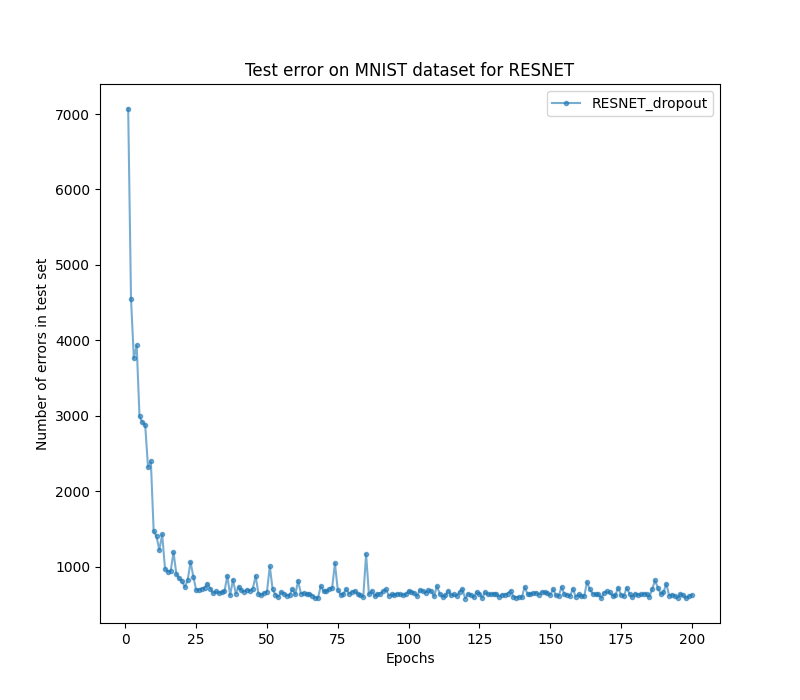 Test error on MNIST dataset for RESNET
RESNET_dropout
7000
6000
5000
4000
3000
2000
1000
Number of errors in test set
0 25 50 75 100 125 150 175 200
Epochs